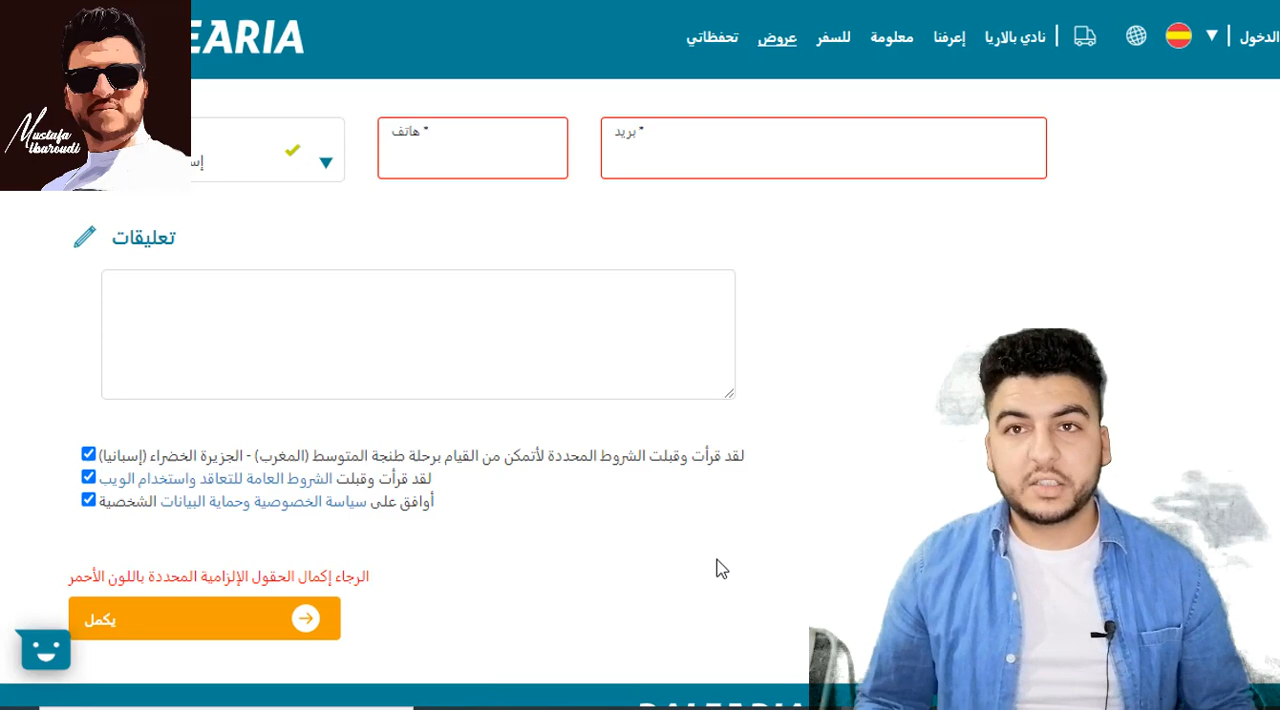 EARIA
نادي بالاريا إعرفنا معلومة للسفر عروض تحفظاتي
الدخول
Mustafa
lbaroudi
هاتف *
بريد *
تعليقات
لقد قرأت وقبلت الشروط المحددة لأتمكن من القيام برحلة طنجة المتوسط (المغرب) - الجزيرة الخضراء (إسبانيا)
لقد قرأت وقبلت الشروط العامة للتعاقد واستخدام الويب
أوافق على سياسة الخصوصية وحماية البيانات الشخصية
الرجاء إكمال الحقول الإلزامية المحددة باللون الأحمر
يكمل